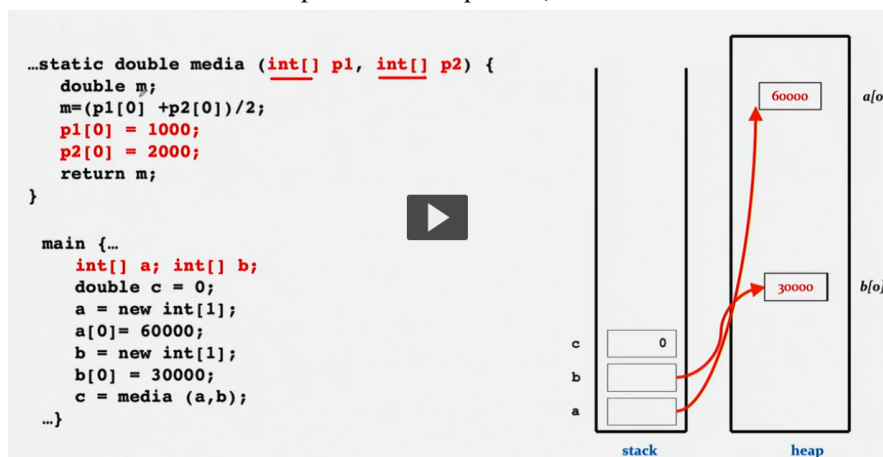 …static double media (int[] p1, int[] p2) {
double m;
m=(p1[0] +p2[0])/2;
p1[0] = 1000;
p2[0] = 2000;
return m;
}
main {…
int[] a; int[] b;
double c = 0;
a = new int[1];
a[0]= 60000;
b = new int[1];
b[0] = 30000;
c = media (a,b);
…}
60000
a[0
30000
b[0]
c 0
b
a
stack heap